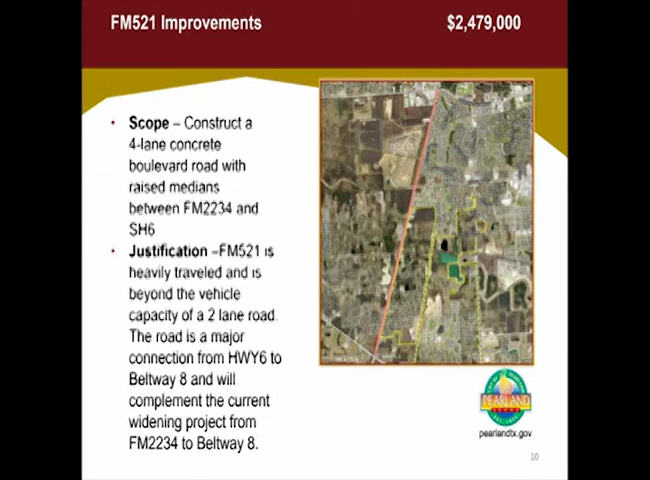 FM521 Improvements $2,479,000
• Scope – Construct a
4-lane concrete
boulevard road with
raised medians
between FM2234 and
SH6
• Justification –FM521 is
heavily traveled and is
beyond the vehicle
capacity of a 2 lane road.
The road is a major
connection from HWY6 to
Beltway 8 and will
complement the current
widening project from
FM2234 to Beltway 8.
PEARLAND
pearlandtx.gov
10